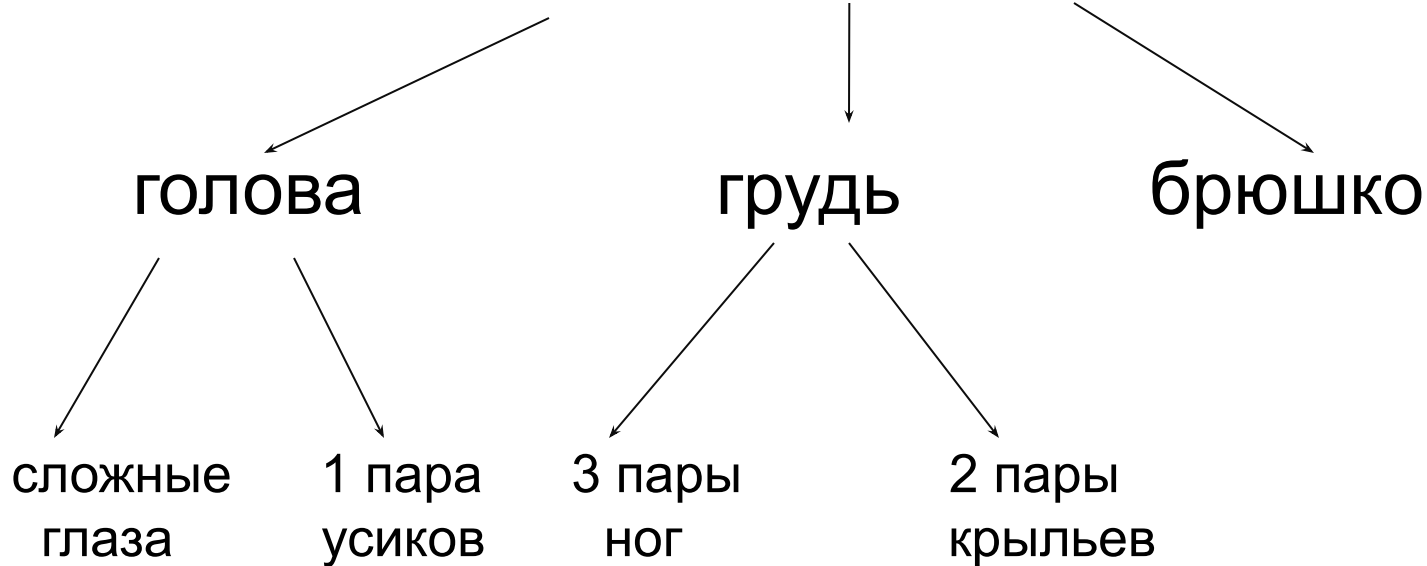 голова грудь брюшко
сложные 1 пара 3 пары 2 пары
глаза усиков ног крыльев